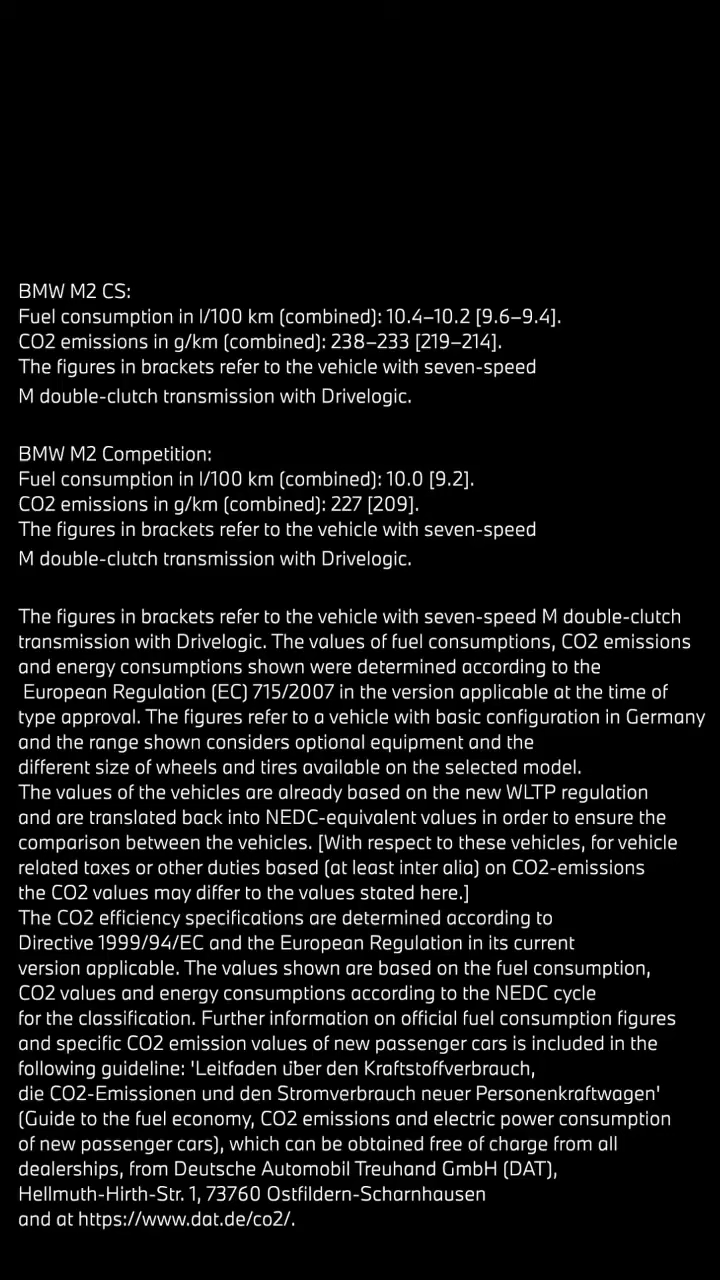 BMW M2 CS:
Fuel consumption in l/100 km (combined): 10.4–10.2 [9.6–9.4].
CO2 emissions in g/km (combined): 238–233 [219–214].
The figures in brackets refer to the vehicle with seven-speed
M double-clutch transmission with Drivelogic.
BMW M2 Competition:
Fuel consumption in l/100 km (combined): 10.0 [9.2].
CO2 emissions in g/km (combined): 227 [209].
The figures in brackets refer to the vehicle with seven-speed
M double-clutch transmission with Drivelogic.
The figures in brackets refer to the vehicle with seven-speed M double-clutch
transmission with Drivelogic. The values of fuel consumptions, CO2 emissions
and energy consumptions shown were determined according to the
European Regulation (EC) 715/2007 in the version applicable at the time of
type approval. The figures refer to a vehicle with basic configuration in Germany
and the range shown considers optional equipment and the
different size of wheels and tires available on the selected model.
The values of the vehicles are already based on the new WLTP regulation
and are translated back into NEDC-equivalent values in order to ensure the
comparison between the vehicles. [With respect to these vehicles, for vehicle
related taxes or other duties based (at least inter alia) on CO2-emissions
the CO2 values may differ to the values stated here.]
The CO2 efficiency specifications are determined according to
Directive 1999/94/EC and the European Regulation in its current
version applicable. The values shown are based on the fuel consumption,
CO2 values and energy consumptions according to the NEDC cycle
for the classification. Further information on official fuel consumption figures
and specific CO2 emission values of new passenger cars is included in the
following guideline: 'Leitfaden über den Kraftstoffverbrauch,
die CO2-Emissionen und den Stromverbrauch neuer Personenkraftwagen'
(Guide to the fuel economy, CO2 emissions and electric power consumption
of new passenger cars), which can be obtained free of charge from all
dealerships, from Deutsche Automobil Treuhand GmbH (DAT),
Hellmuth-Hirth-Str. 1, 73760 Ostfildern-Scharnhausen
and at https://www.dat.de/co2/.